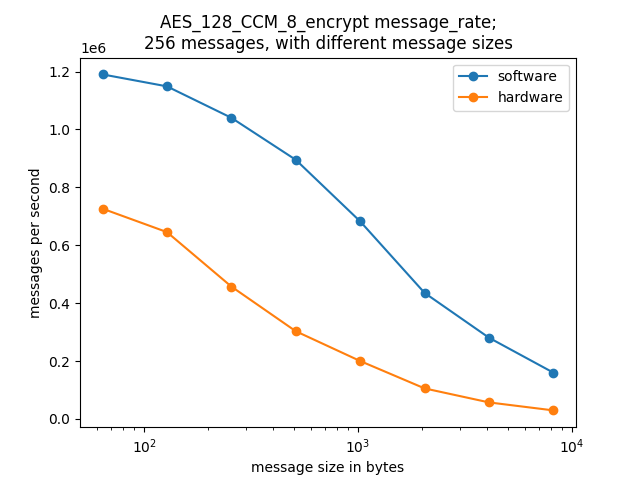 AES_128_CCM_8_encrypt message_rate;
256 messages, with different message sizes
1e6
software
hardware
1.2
1.0
0.8
0.6
0.4
0.2
0.0
messages per second
10²
10³
10⁴
message size in bytes